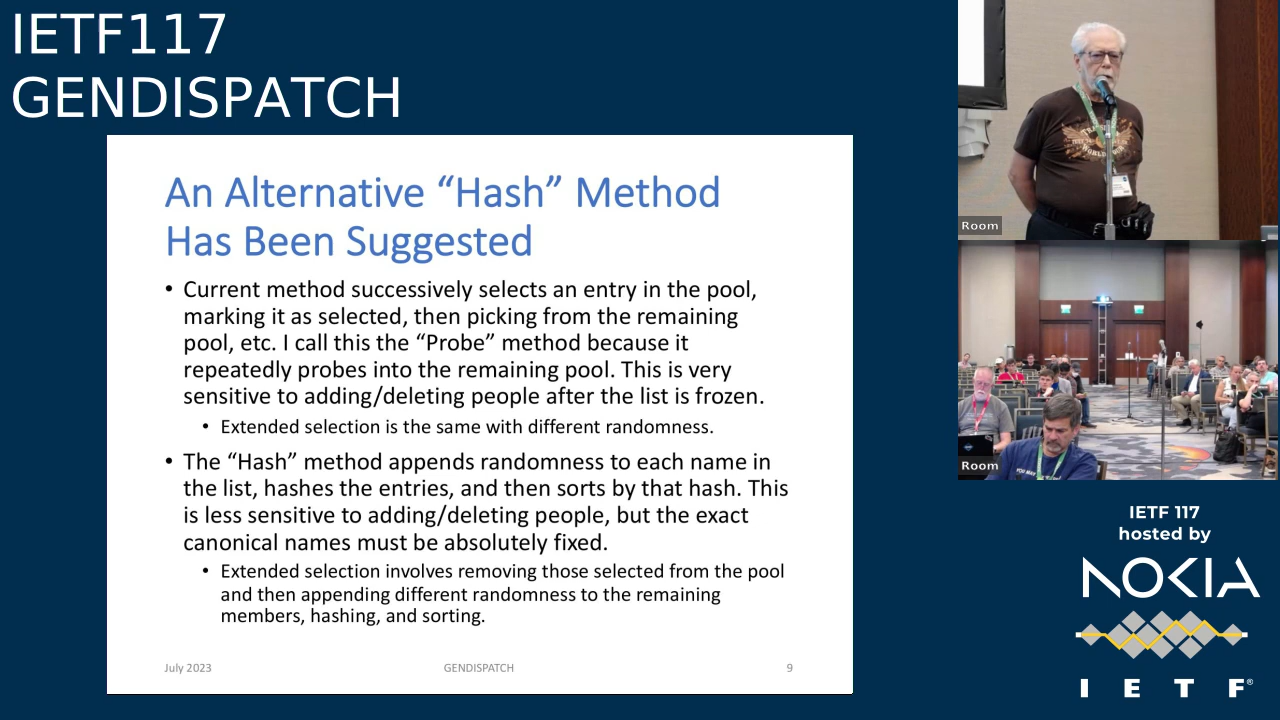 IETF117
GENDISPATCH
An Alternative “Hash” Method
Has Been Suggested
• Current method successively selects an entry in the pool,
marking it as selected, then picking from the remaining
pool, etc. I call this the “Probe” method because it
repeatedly probes into the remaining pool. This is very
sensitive to adding/deleting people after the list is frozen.
• Extended selection is the same with different randomness.
• The “Hash” method appends randomness to each name in
the list, hashes the entries, and then sorts by that hash. This
is less sensitive to adding/deleting people, but the exact
canonical names must be absolutely fixed.
• Extended selection involves removing those selected from the pool
and then appending different randomness to the remaining
members, hashing, and sorting.
July 2023
GENDISPATCH
9
Room
Room
IETF 117
hosted by
NOKIA
I E T F®